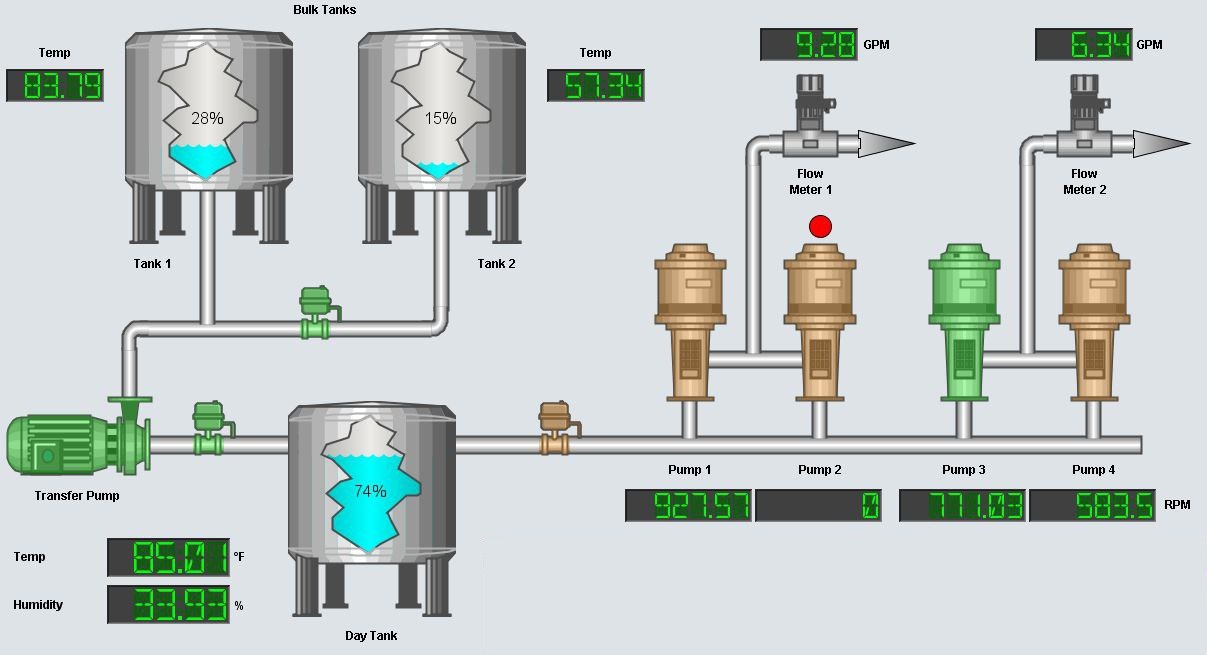 Bulk Tanks
Temp
83.79
28%
Tank 1
15%
Tank 2
Temp
57.34
9.28 GPM
Flow
Meter 1
6.34 GPM
Flow
Meter 2
Transfer Pump
74%
Day Tank
Pump 1
Pump 2
Pump 3
Pump 4
927.57
0
771.03
583.5 RPM
Temp 85.01 °F
Humidity 33.93 %